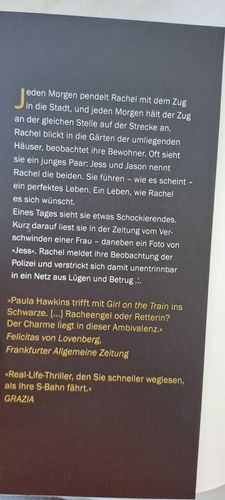 Jeden Morgen pendelt Rachel mit dem Zug
in die Stadt, und jeden Morgen hält der Zug
an der gleichen Stelle auf der Strecke an.
Rachel blickt in die Gärten der umliegenden
Häuser, beobachtet ihre Bewohner. Oft sieht
sie ein junges Paar: Jess und Jason nennt
Rachel die beiden. Sie führen – wie es scheint –
ein perfektes Leben. Ein Leben, wie Rachel
es sich wünscht.
Eines Tages sieht sie etwas Schockierendes.
Kurz darauf liest sie in der Zeitung vom Ver-
schwinden einer Frau – daneben ein Foto von
»Jess«. Rachel meldet ihre Beobachtung der
Polizei und verstrickt sich damit unentrinnbar
in ein Netz aus Lügen und Betrug ...
»Paula Hawkins trifft mit Girl on the Train ins
Schwarze. [...] Racheengel oder Retterin?
Der Charme liegt in dieser Ambivalenz.«
Felicitas von Lovenberg,
Frankfurter Allgemeine Zeitung
»Real-Life-Thriller, den Sie schneller weglesen,
als Ihre S-Bahn fährt.«
GRAZIA